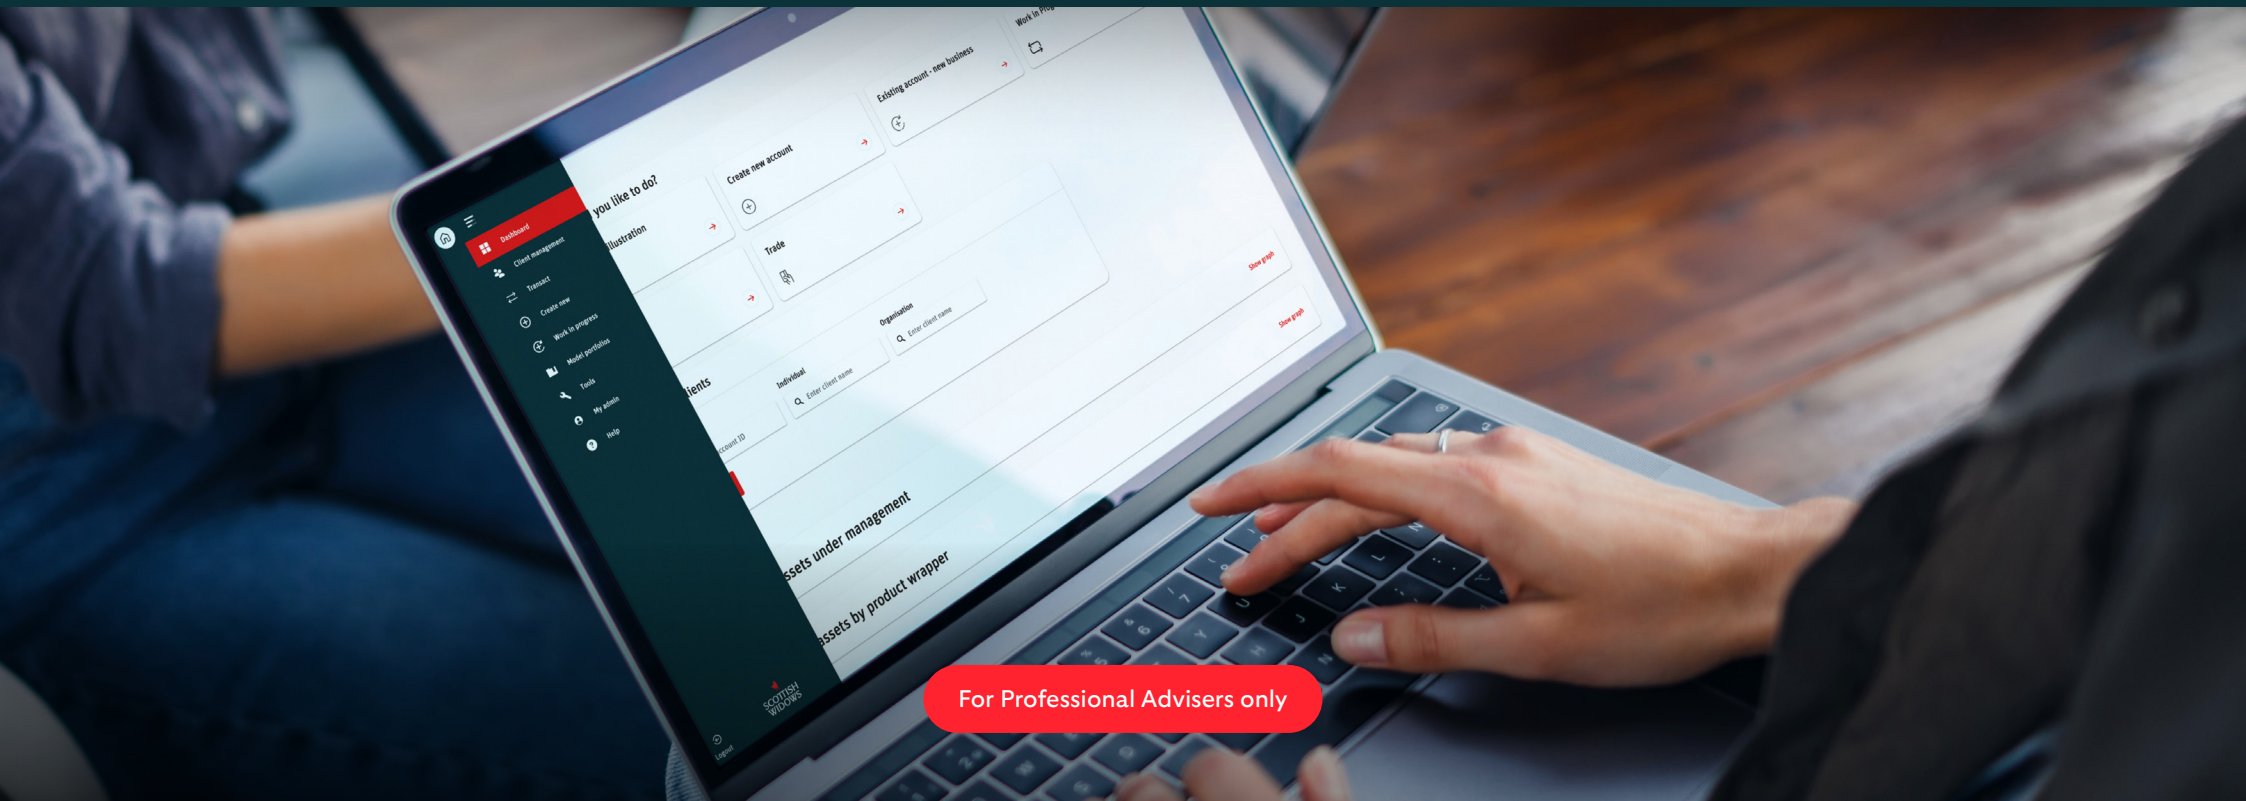 Work in Prog
Existing account - new business
Create new account
you like to do?
llustration
Trade
Dashboard
Client management
Transact
Create new
Work in progress
Model portfolios
Tools
My admin
Help
lients
ccount ID
Individual
Enter client name
Organisation
Enter client name
Show graph
Show graph
ssets under management
assets by product wrapper
SCOTTISH
WIDOWS
Logout
For Professional Advisers only